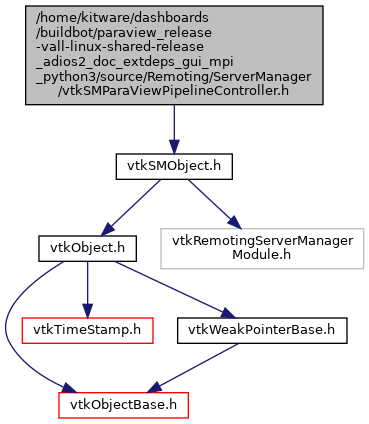 /home/kitware/dashboards
/buildbot/paraview_release
-vall-linux-shared-release
_adios2_doc_extdeps_gui_mpi
_python3/source/Remoting/ServerManager
/vtkSMParaViewPipelineController.h
vtkSMObject.h
vtkObject.h
vtkRemotingServerManager
Module.h
vtkTimeStamp.h
vtkWeakPointerBase.h
vtkObjectBase.h